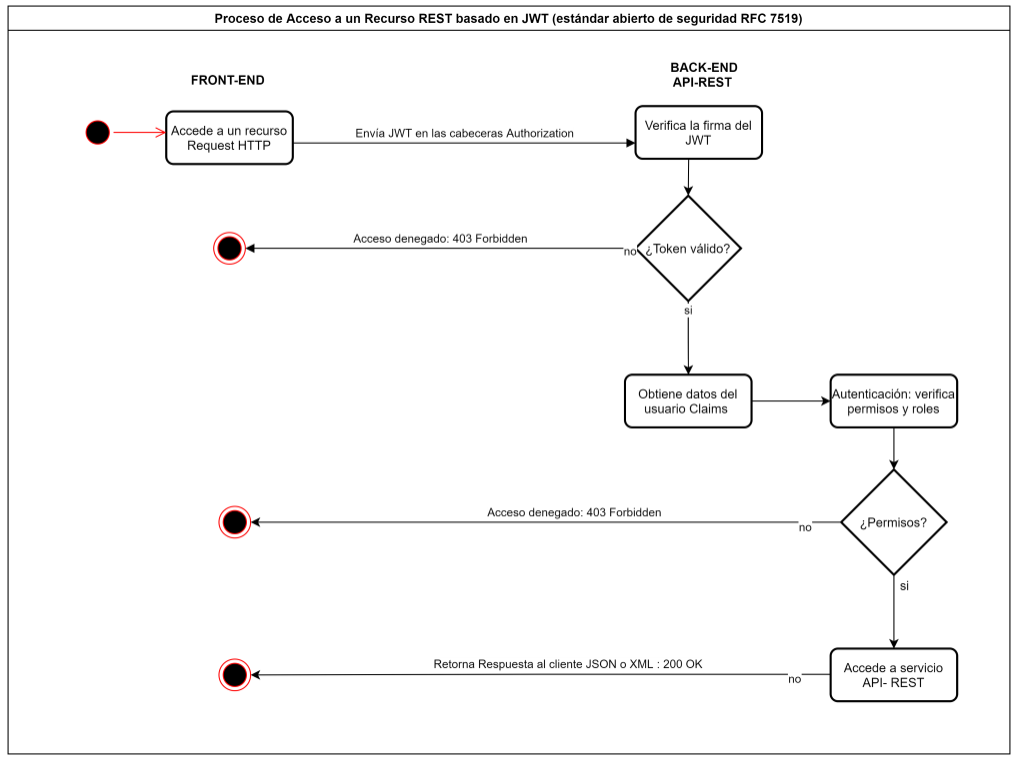 Proceso de Acceso a un Recurso REST basado en JWT (estándar abierto de seguridad RFC 7519)
FRONT-END
BACK-END
API-REST
Accede a un recurso
Request HTTP
Envía JWT en las cabeceras Authorization
Verifica la firma del
JWT
Acceso denegado: 403 Forbidden
no
¿Token válido?
si
Obtiene datos del
usuario Claims
Autenticación: verifica
permisos y roles
Acceso denegado: 403 Forbidden
no
¿Permisos?
si
Retorna Respuesta al cliente JSON o XML : 200 OK
no
Accede a servicio
API- REST